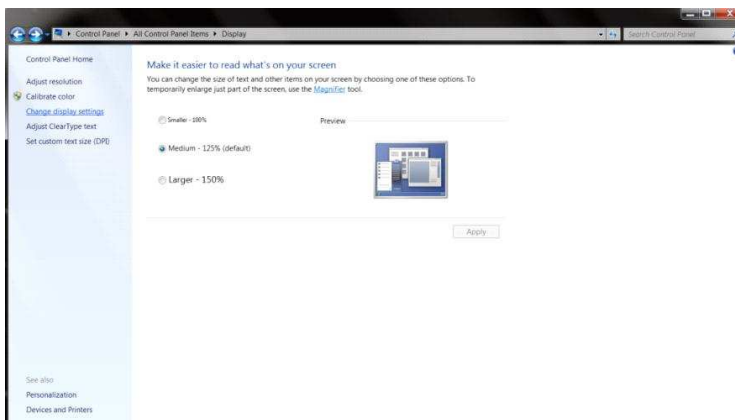 Control Panel ▸ All Control Panel Items ▸ Display
Search Control Panel
Control Panel Home
Adjust resolution
Calibrate color
Change display settings
Adjust ClearType text
Set custom text size (DPI)
Make it easier to read what's on your screen
You can change the size of text and other items on your screen by choosing one of these options. To
temporarily enlarge just part of the screen, use the Magnifier tool.
Smaller - 100%
Preview
Medium - 125% (default)
Larger - 150%
Apply
See also
Personalization
Devices and Printers